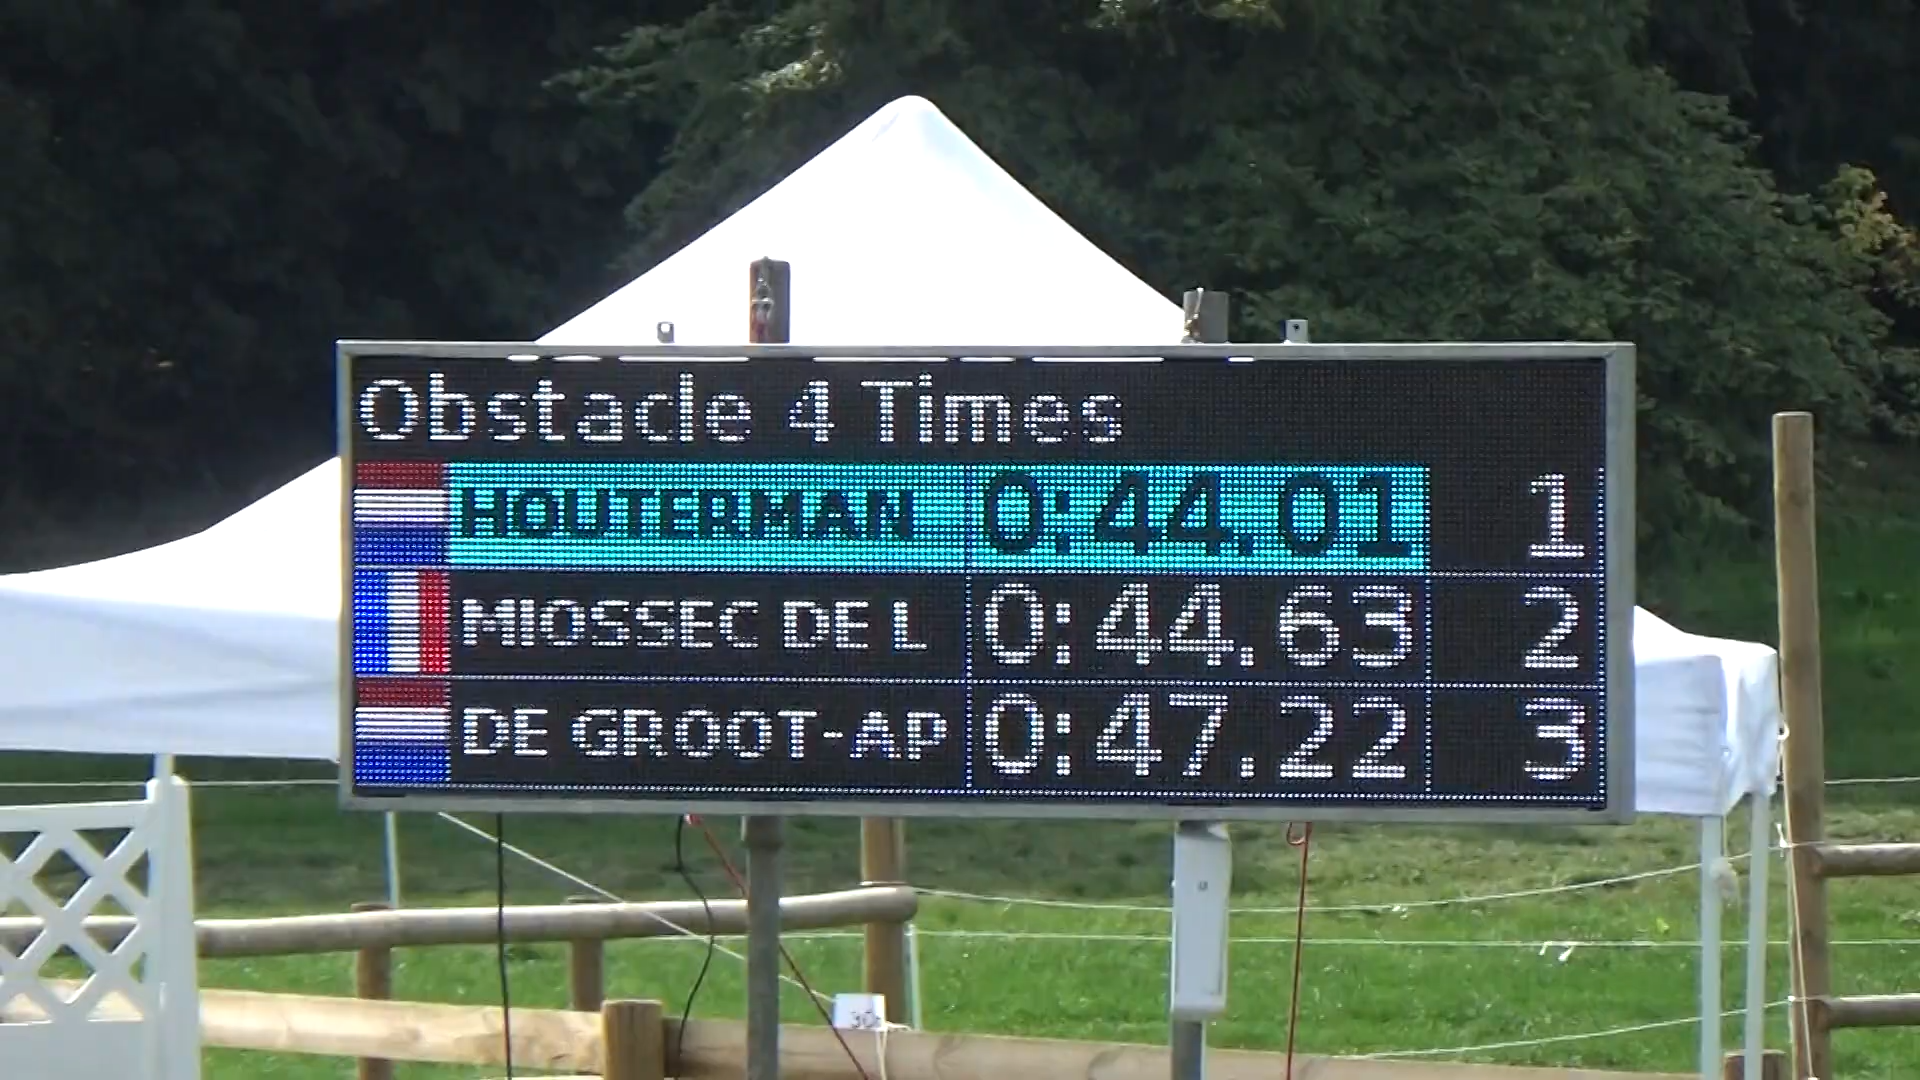 Obstacle 4 Times
HOUTERMAN 0:44.01 1
MIOSSEC DE L 0:44.63 2
DE GROOT-AP 0:47.22 3